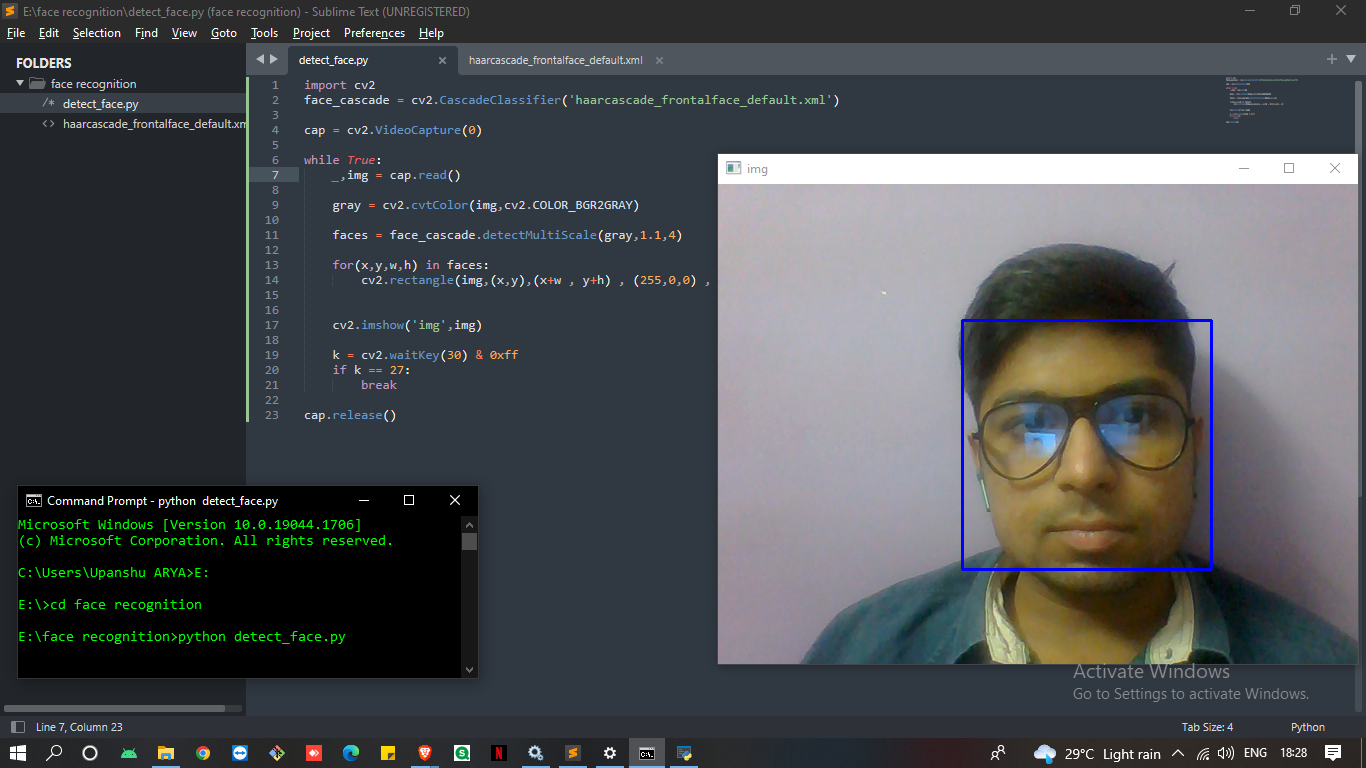 E:\face recognition\detect_face.py (face recognition) - Sublime Text (UNREGISTERED)
File Edit Selection Find View Goto Tools Project Preferences Help
FOLDERS
face recognition
/* detect_face.py
<> haarcascade_frontalface_default.xm
detect_face.py
haarcascade_frontalface_default.xml
1 import cv2
2 face_cascade = cv2.CascadeClassifier('haarcascade_frontalface_default.xml')
3
4 cap = cv2.VideoCapture(0)
5
6 while True:
7 _,img = cap.read()
8
9 gray = cv2.cvtColor(img,cv2.COLOR_BGR2GRAY)
10
11 faces = face_cascade.detectMultiScale(gray,1.1,4)
12
13 for(x,y,w,h) in faces:
14 cv2.rectangle(img,(x,y),(x+w , y+h) , (255,0,0) ,
15
16
17 cv2.imshow('img',img)
18
19 k = cv2.waitKey(30) & 0xff
20 if k == 27:
21 break
22
23 cap.release()
img
Command Prompt - python  detect_face.py
Microsoft Windows [Version 10.0.19044.1706]
(c) Microsoft Corporation. All rights reserved.
C:\Users\Upanshu ARYA>E:
E:\>cd face recognition
E:\face recognition>python detect_face.py
Activate Windows
Go to Settings to activate Windows.
Line 7, Column 23
Tab Size: 4
Python
29°C Light rain
ENG
18:28